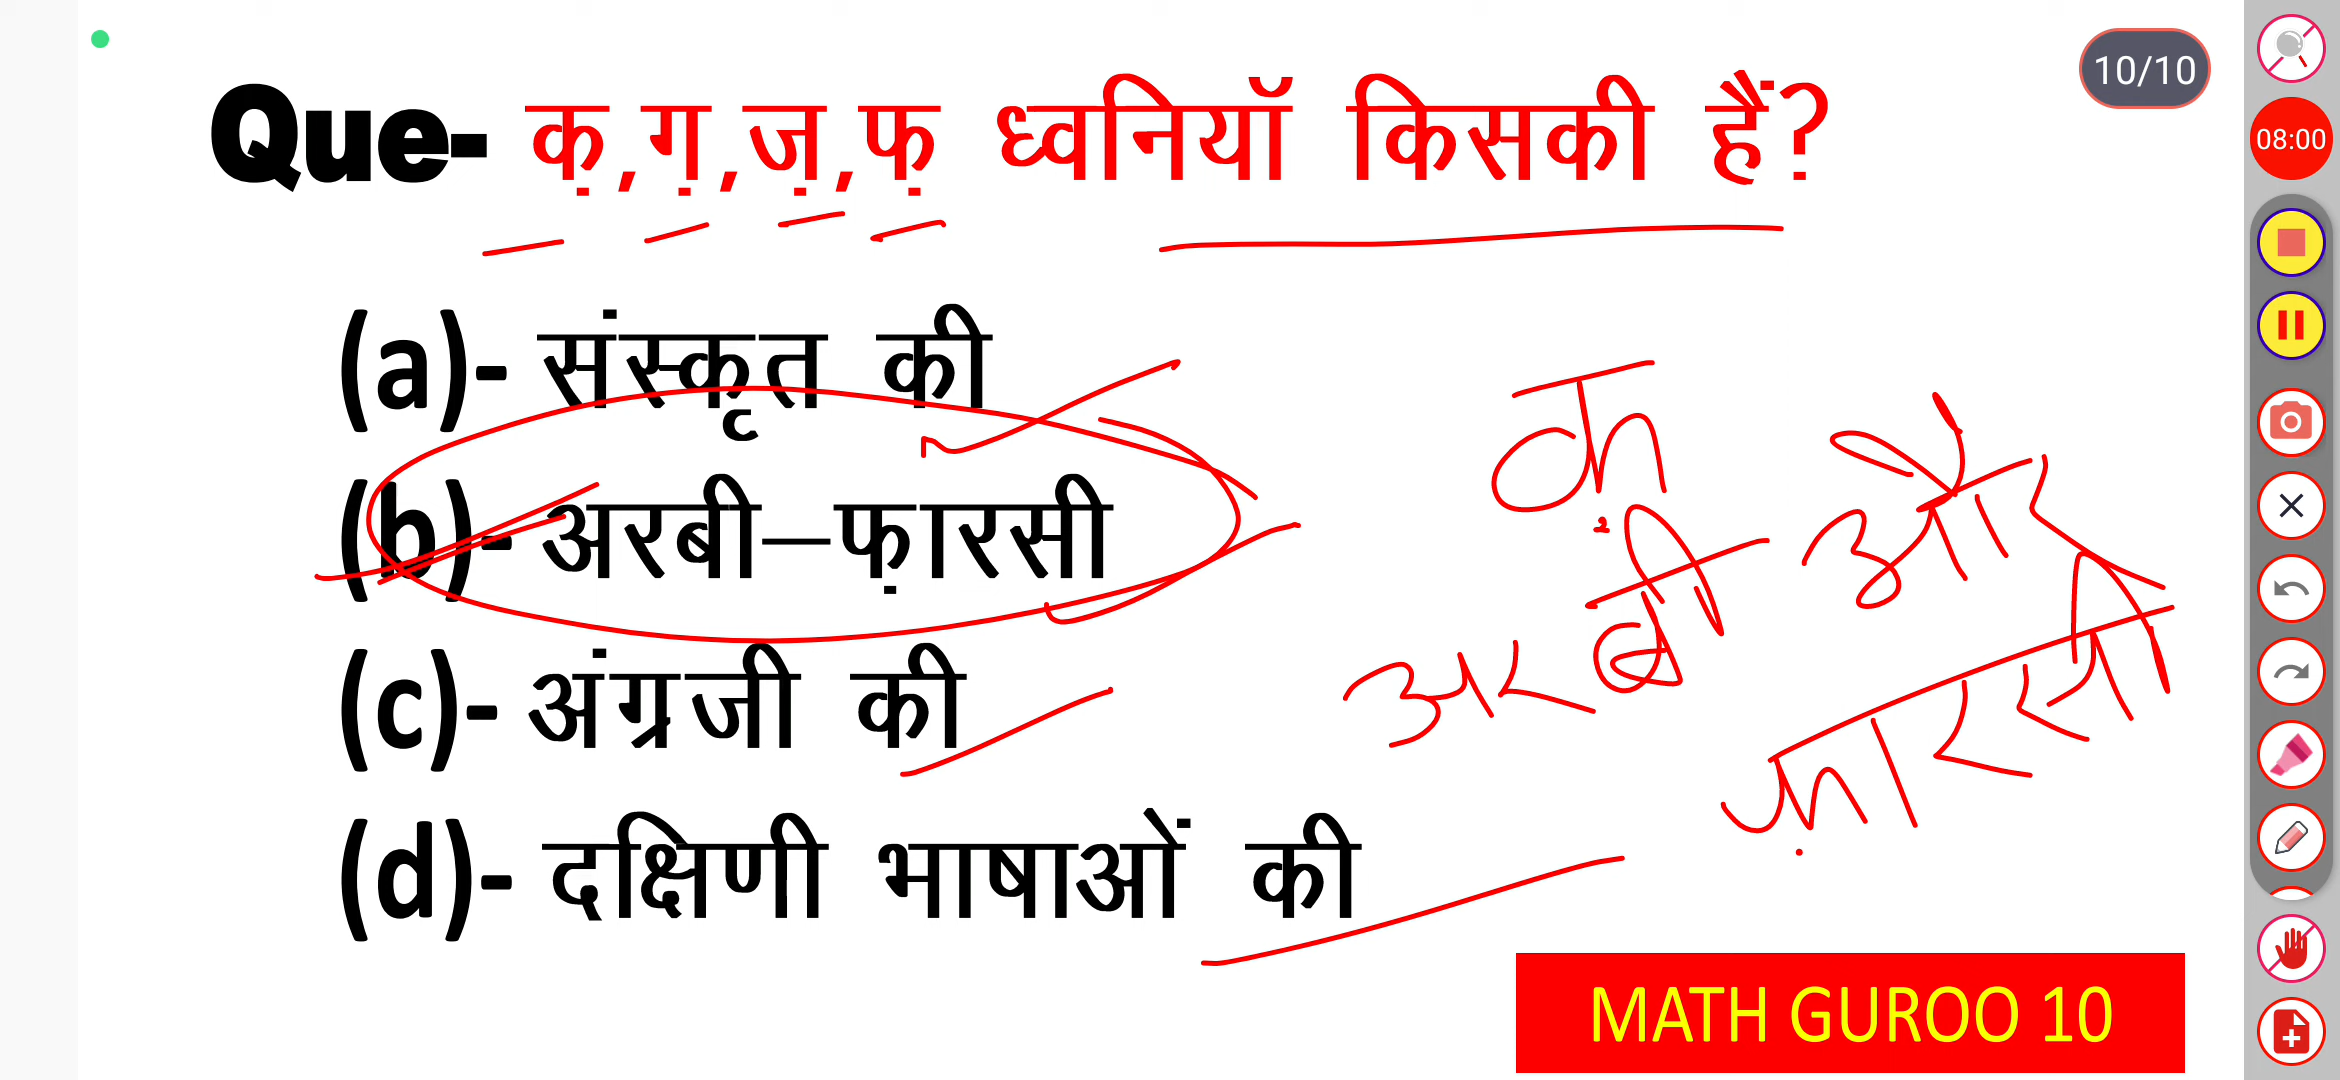 10/10
Que- क़,ग़,ज़,फ़ ध्वनियॉ किसकी हैं?
08:00
(a)- संस्कृत की
(b)- अरबी–फ़ारसी
(c)- अंग्रजी की
(d)- दक्षिणी भाषाओं की
क
अरबी और
फ़ारसी
MATH GUROO 10